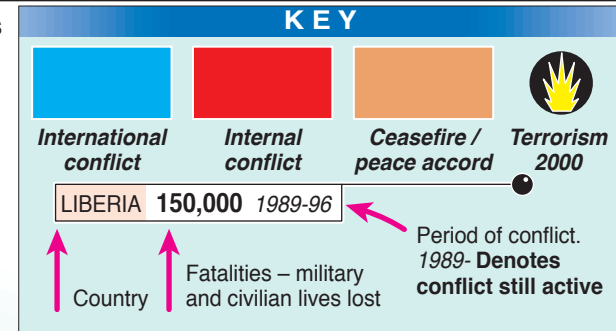 s
KEY
International conflict
Internal conflict
Ceasefire / peace accord
Terrorism 2000
LIBERIA 150,000 1989-96
Country
Fatalities – military
and civilian lives lost
Period of conflict.
1989- Denotes
conflict still active